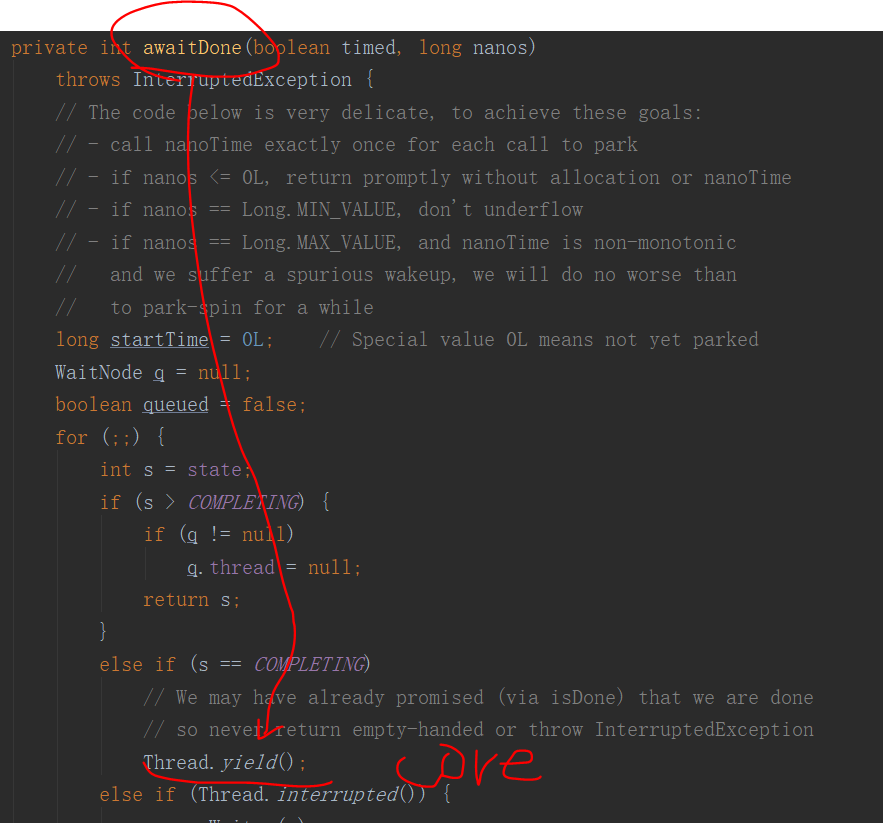 private int awaitDone(boolean timed, long nanos)
throws InterruptedException {
// The code below is very delicate, to achieve these goals:
// - call nanoTime exactly once for each call to park
// - if nanos <= 0L, return promptly without allocation or nanoTime
// - if nanos == Long.MIN_VALUE, don't underflow
// - if nanos == Long.MAX_VALUE, and nanoTime is non-monotonic
//   and we suffer a spurious wakeup, we will do no worse than
//   to park-spin for a while
long startTime = 0L;    // Special value 0L means not yet parked
WaitNode q = null;
boolean queued = false;
for (;;) {
int s = state;
if (s > COMPLETING) {
if (q != null)
q.thread = null;
return s;
}
else if (s == COMPLETING)
// We may have already promised (via isDone) that we are done
// so never return empty-handed or throw InterruptedException
Thread.yield();
core
else if (Thread.interrupted()) {